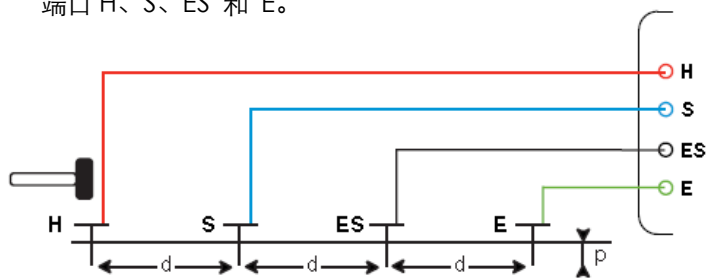 端口 H、S、ES 和 E。
H
S
ES
E
H S ES E
d d d p